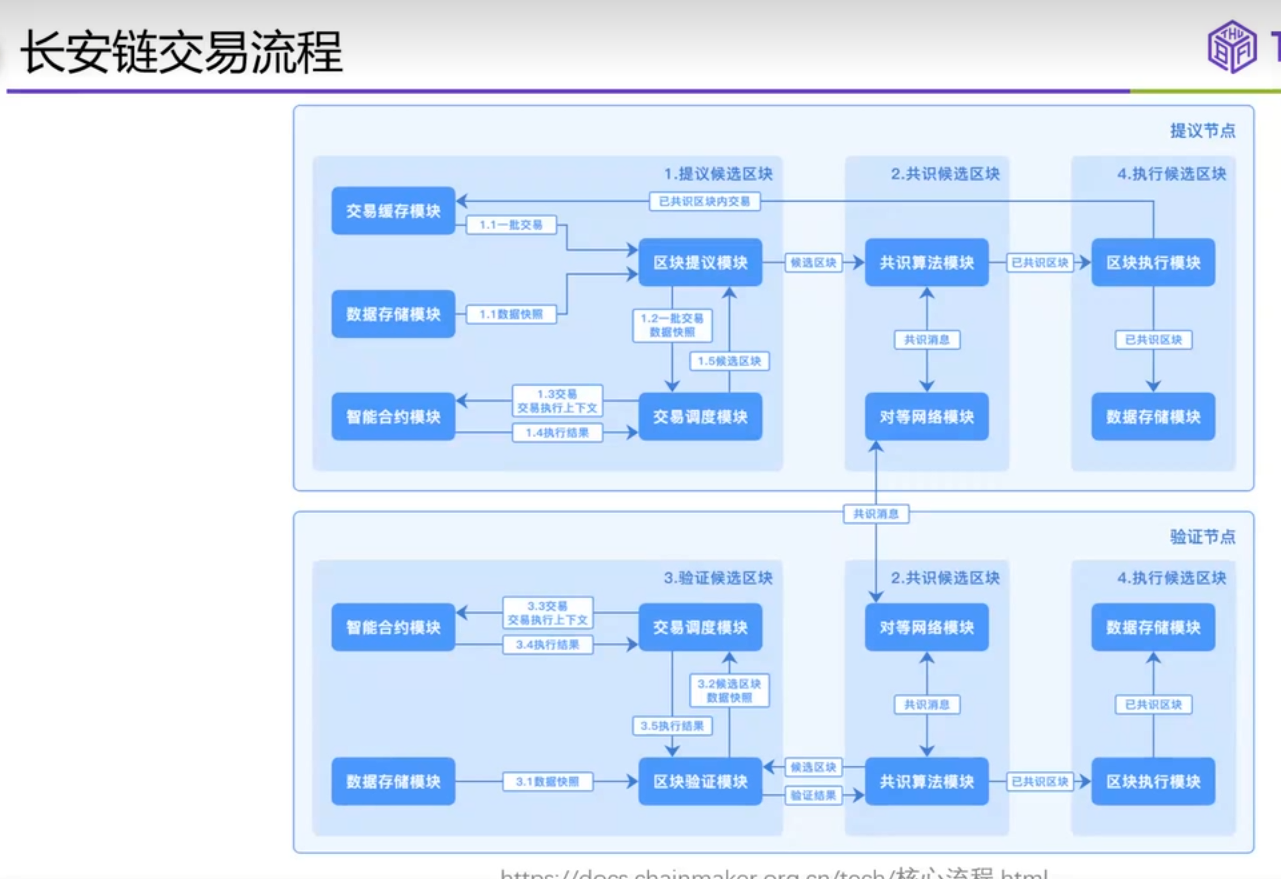 长安链交易流程
THU
BA
提议节点
1.提议候选区块
2.共识候选区块
4.执行候选区块
交易缓存模块
已共识区块内交易
1.1一批交易
区块提议模块
候选区块
共识算法模块
已共识区块
区块执行模块
数据存储模块
1.1数据快照
1.2一批交易
数据快照
1.5候选区块
共识消息
已共识区块
智能合约模块
1.3交易
交易执行上下文
1.4执行结果
交易调度模块
对等网络模块
数据存储模块
共识消息
验证节点
3.验证候选区块
2.共识候选区块
4.执行候选区块
智能合约模块
3.3交易
交易执行上下文
3.4执行结果
交易调度模块
对等网络模块
数据存储模块
3.2候选区块
数据快照
3.5执行结果
共识消息
已共识区块
数据存储模块
3.1数据快照
区块验证模块
候选区块
验证结果
共识算法模块
已共识区块
区块执行模块
https://docs.chainmaker.org.cn/tech/核心流程.html